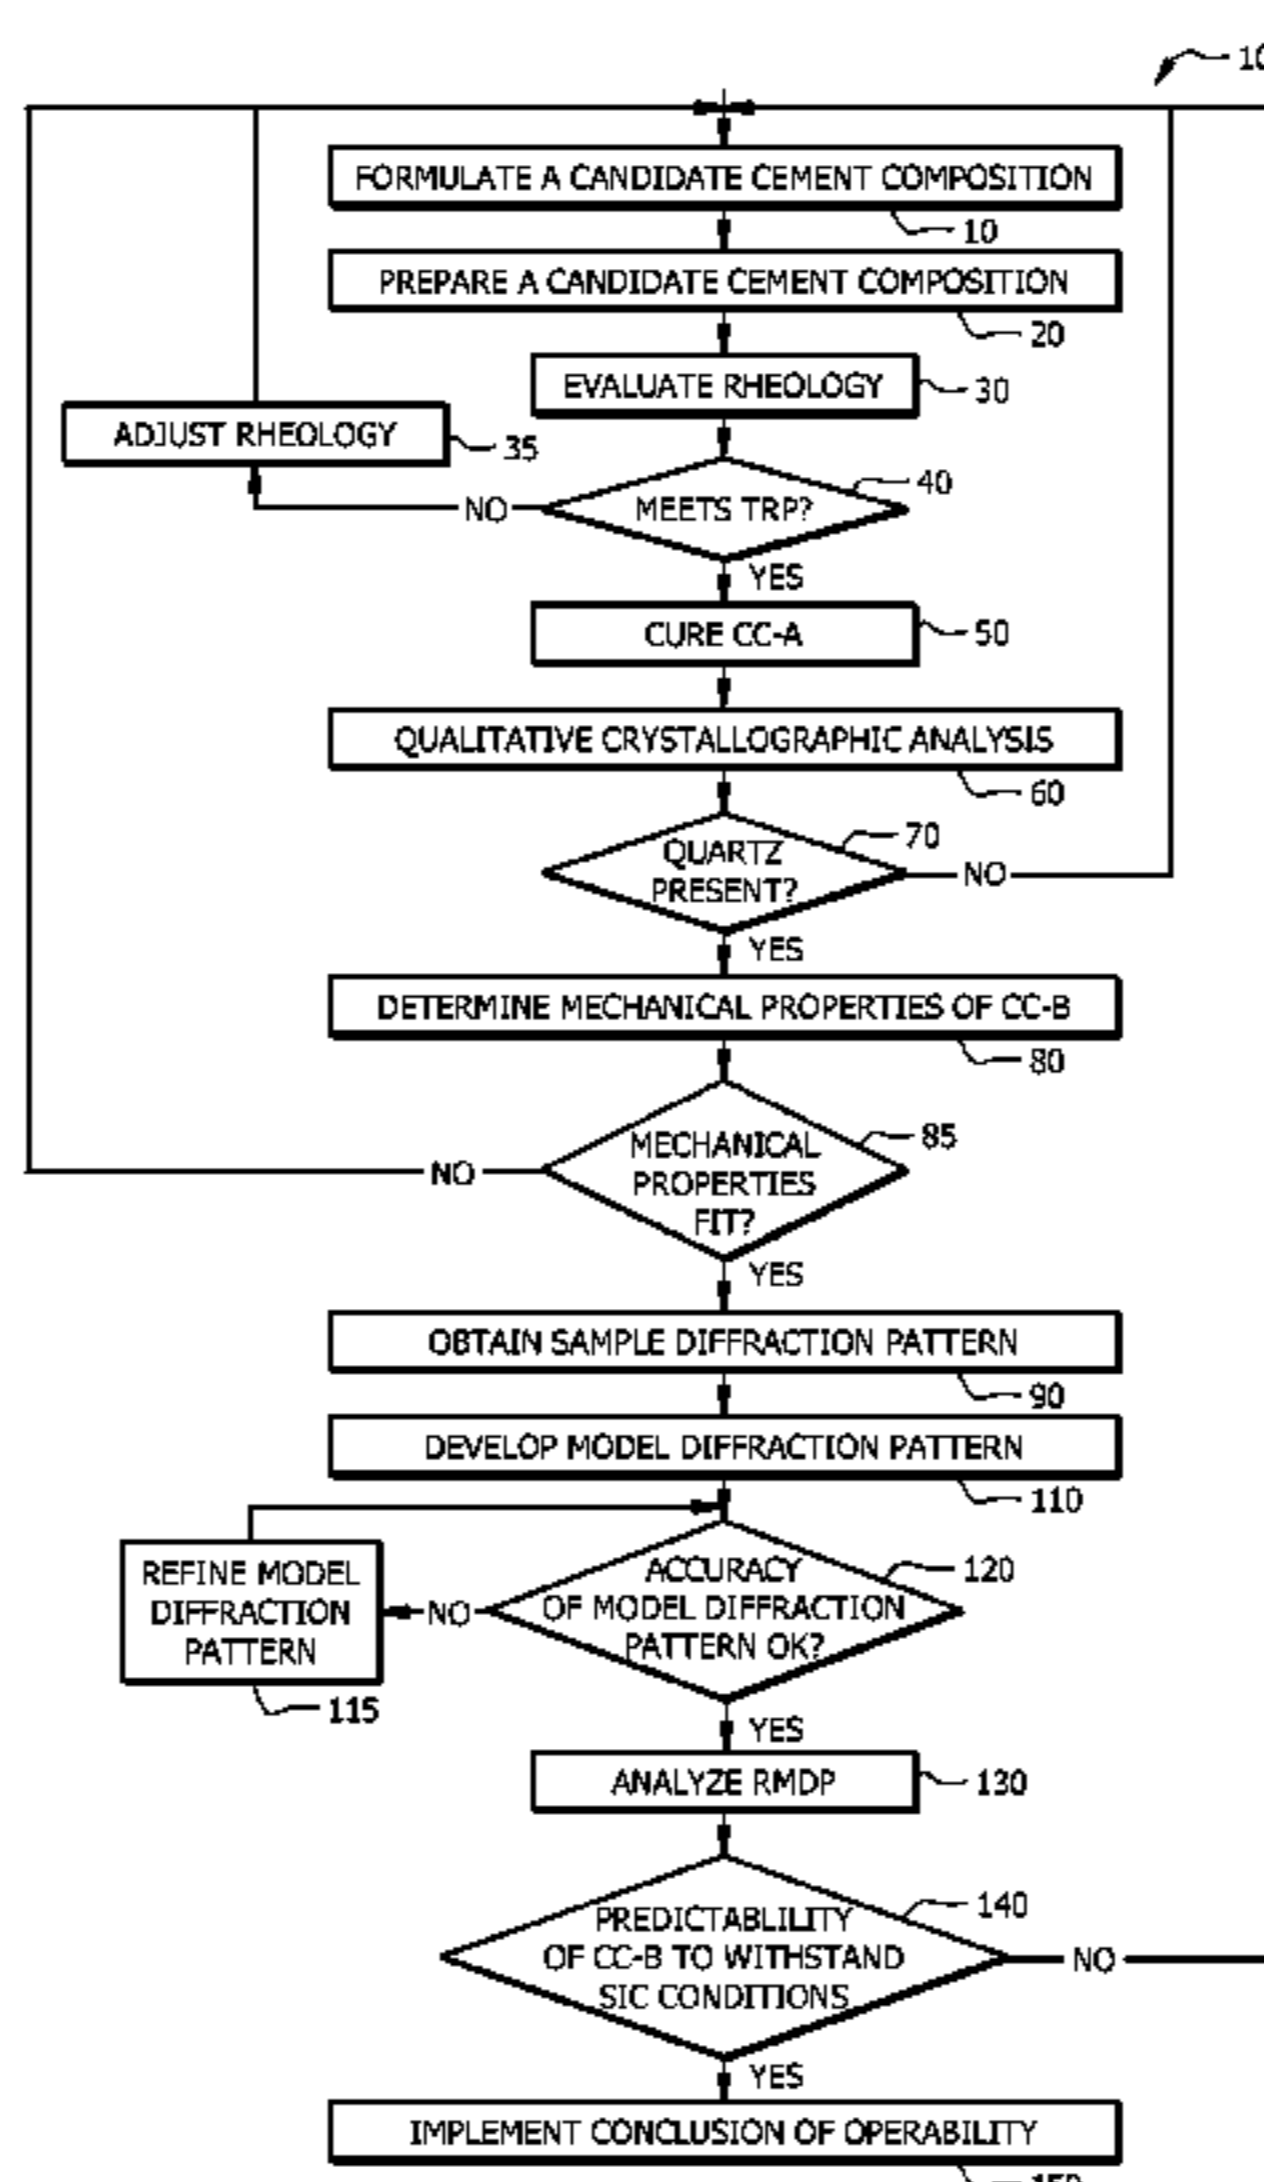 FORMULATE A CANDIDATE CEMENT COMPOSITION
10
PREPARE A CANDIDATE CEMENT COMPOSITION
20
EVALUATE RHEOLOGY
30
ADJUST RHEOLOGY
35
40
NO
MEETS TRP?
YES
CURE CC-A
50
QUALITATIVE CRYSTALLOGRAPHIC ANALYSIS
60
70
QUARTZ
PRESENT?
NO
YES
DETERMINE MECHANICAL PROPERTIES OF CC-B
80
85
MECHANICAL
PROPERTIES
FIT?
NO
YES
OBTAIN SAMPLE DIFFRACTION PATTERN
90
DEVELOP MODEL DIFFRACTION PATTERN
110
REFINE MODEL
DIFFRACTION
PATTERN
115
NO
ACCURACY
OF MODEL DIFFRACTION
PATTERN OK?
120
YES
ANALYZE RMDP
130
140
PREDICTABLILITY
OF CC-B TO WITHSTAND
SIC CONDITIONS
NO
YES
IMPLEMENT CONCLUSION OF OPERABILITY